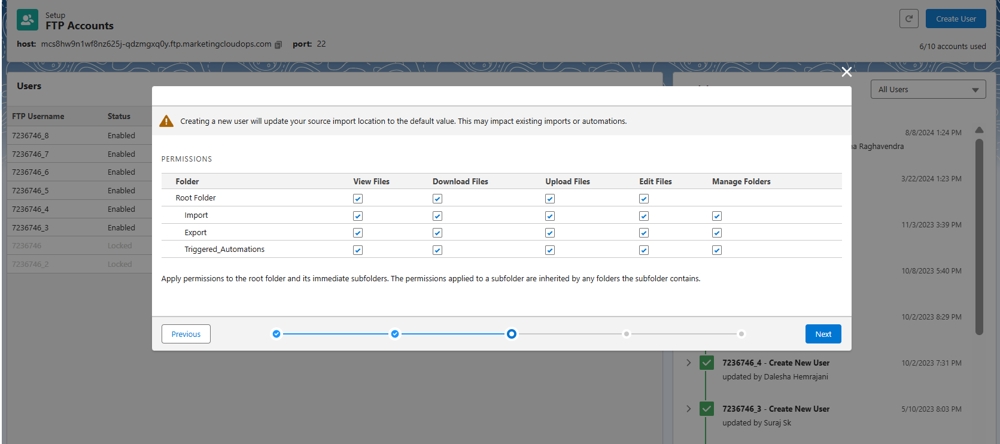 Setup
FTP Accounts
Create User
host: mcs8hw9n1wf8nz625j-qdzmgxq0y.ftp.marketingcloudops.com port: 22
6/10 accounts used
Users
All Users
FTP Username Status
7236746_8 Enabled
7236746_7 Enabled
7236746_6 Enabled
7236746_5 Enabled
7236746_4 Enabled
7236746_3 Enabled
7236746 Locked
7236746_2 Locked
Creating a new user will update your source import location to the default value. This may impact existing imports or automations.
PERMISSIONS
Folder View Files Download Files Upload Files Edit Files Manage Folders
Root Folder
Import
Export
Triggered_Automations
Apply permissions to the root folder and its immediate subfolders. The permissions applied to a subfolder are inherited by any folders the subfolder contains.
Previous
Next
8/8/2024 1:24 PM
Raghavendra
3/22/2024 1:23 PM
11/3/2023 3:39 PM
10/8/2023 5:40 PM
10/2/2023 8:29 PM
7236746_4 - Create New User 10/2/2023 7:31 PM
updated by Dalesha Hemrajani
7236746_3 - Create New User 5/10/2023 8:03 PM
updated by Suraj Sk